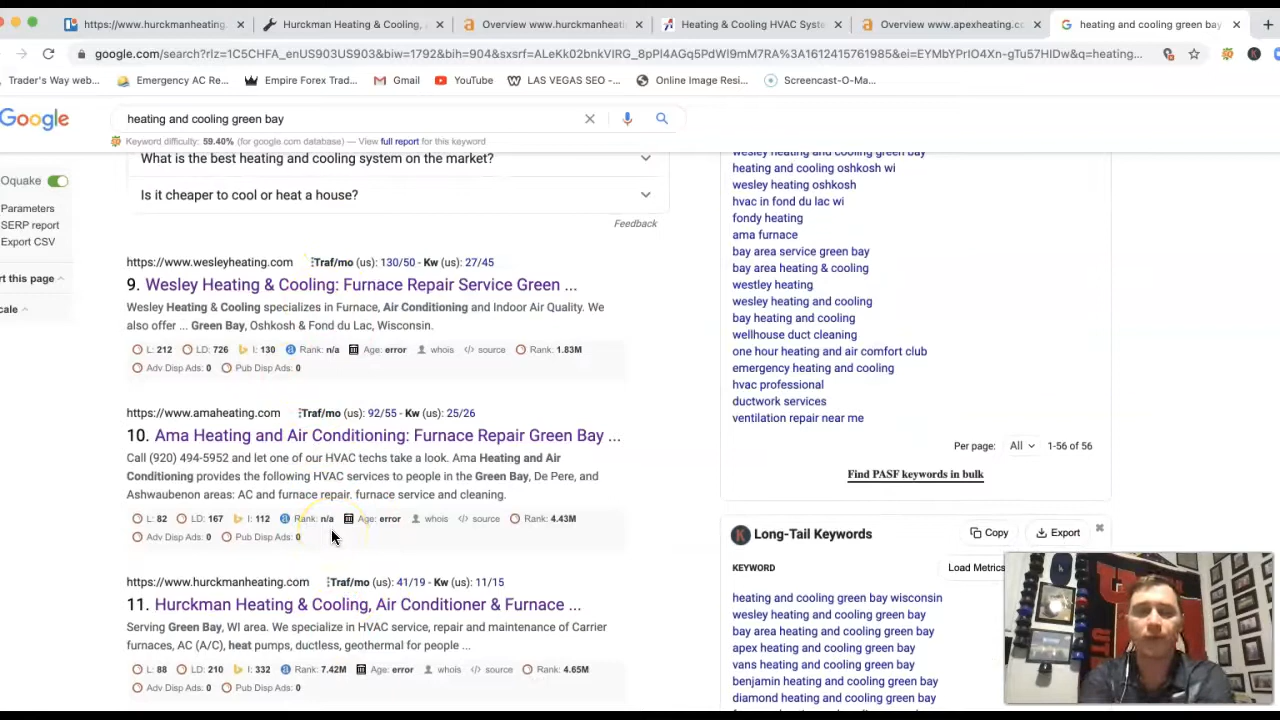 https://www.hurckmanheating.
Hurckman Heating & Cooling, A
Overview www.hurckmanheati
Heating & Cooling HVAC Syste
Overview www.apexheating.co
heating and cooling green bay
google.com/search?rlz=1C5CHFA_enUS903US903&biw=1792&bih=904&sxsrf=
Trader's Way web...
Emergency AC Re...
Empire Forex Trad...
Gmail
YouTube
LAS VEGAS SEO -...
Online Image Resi...
Screencast-O-Ma...
Google
heating and cooling green bay
Keyword difficulty: 59.40% (for google.com database) — View full report for this keyword
Oquake
Parameters
SERP report
Export CSV
rt this page
cale
What is the best heating and cooling system on the market?
Is it cheaper to cool or heat a house?
Feedback
https://www.wesleyheating.com Traf/mo (us): 130/50 - Kw (us): 27/45
9. Wesley Heating & Cooling: Furnace Repair Service Green ...
Wesley Heating & Cooling specializes in Furnace, Air Conditioning and Indoor Air Quality. We
also offer ... Green Bay, Oshkosh & Fond du Lac, Wisconsin.
L: 212 LD: 726 I: 130 Rank: n/a Age: error whois source Rank: 1.83M
Adv Disp Ads: 0 Pub Disp Ads: 0
https://www.amaheating.com Traf/mo (us): 92/55 - Kw (us): 25/26
10. Ama Heating and Air Conditioning: Furnace Repair Green Bay ...
Call (920) 494-5952 and let one of our HVAC techs take a look. Ama Heating and Air
Conditioning provides the following HVAC services to people in the Green Bay, De Pere, and
Ashwaubenon areas: AC and furnace repair. furnace service and cleaning.
L: 82 LD: 167 I: 112 Rank: n/a Age: error whois source Rank: 4.43M
Adv Disp Ads: 0 Pub Disp Ads: 0
https://www.hurckmanheating.com Traf/mo (us): 41/19 - Kw (us): 11/15
11. Hurckman Heating & Cooling, Air Conditioner & Furnace ...
Serving Green Bay, WI area. We specialize in HVAC service, repair and maintenance of Carrier
furnaces, AC (A/C), heat pumps, ductless, geothermal for people ...
L: 88 LD: 210 I: 332 Rank: 7.42M Age: error whois source Rank: 4.65M
Adv Disp Ads: 0 Pub Disp Ads: 0
wesley heating and cooling green bay
heating and cooling oshkosh wi
wesley heating oshkosh
hvac in fond du lac wi
fondy heating
ama furnace
bay area service green bay
bay area heating & cooling
westley heating
wesley heating and cooling
bay heating and cooling
wellhouse duct cleaning
one hour heating and air comfort club
emergency heating and cooling
hvac professional
ductwork services
ventilation repair near me
Per page: All 1-56 of 56
Find PASF keywords in bulk
Long-Tail Keywords Copy Export
KEYWORD Load Metrics
heating and cooling green bay wisconsin
wesley heating and cooling green bay
bay area heating and cooling green bay
apex heating and cooling green bay
vans heating and cooling green bay
benjamin heating and cooling green bay
diamond heating and cooling green bay